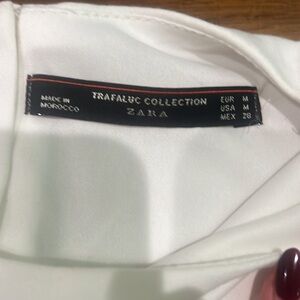 MADE IN
MOROCCO
TRAFALUC COLLECTION
ZARA
EUR M
USA M
MEX 28